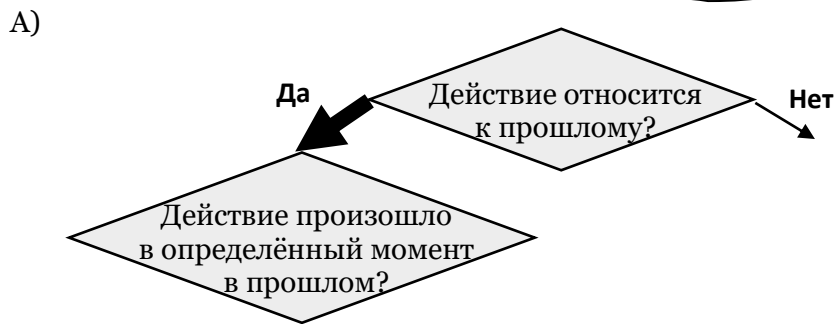 А)
Да
Действие относится
к прошлому?
Нет
Действие произошло
в определённый момент
в прошлом?